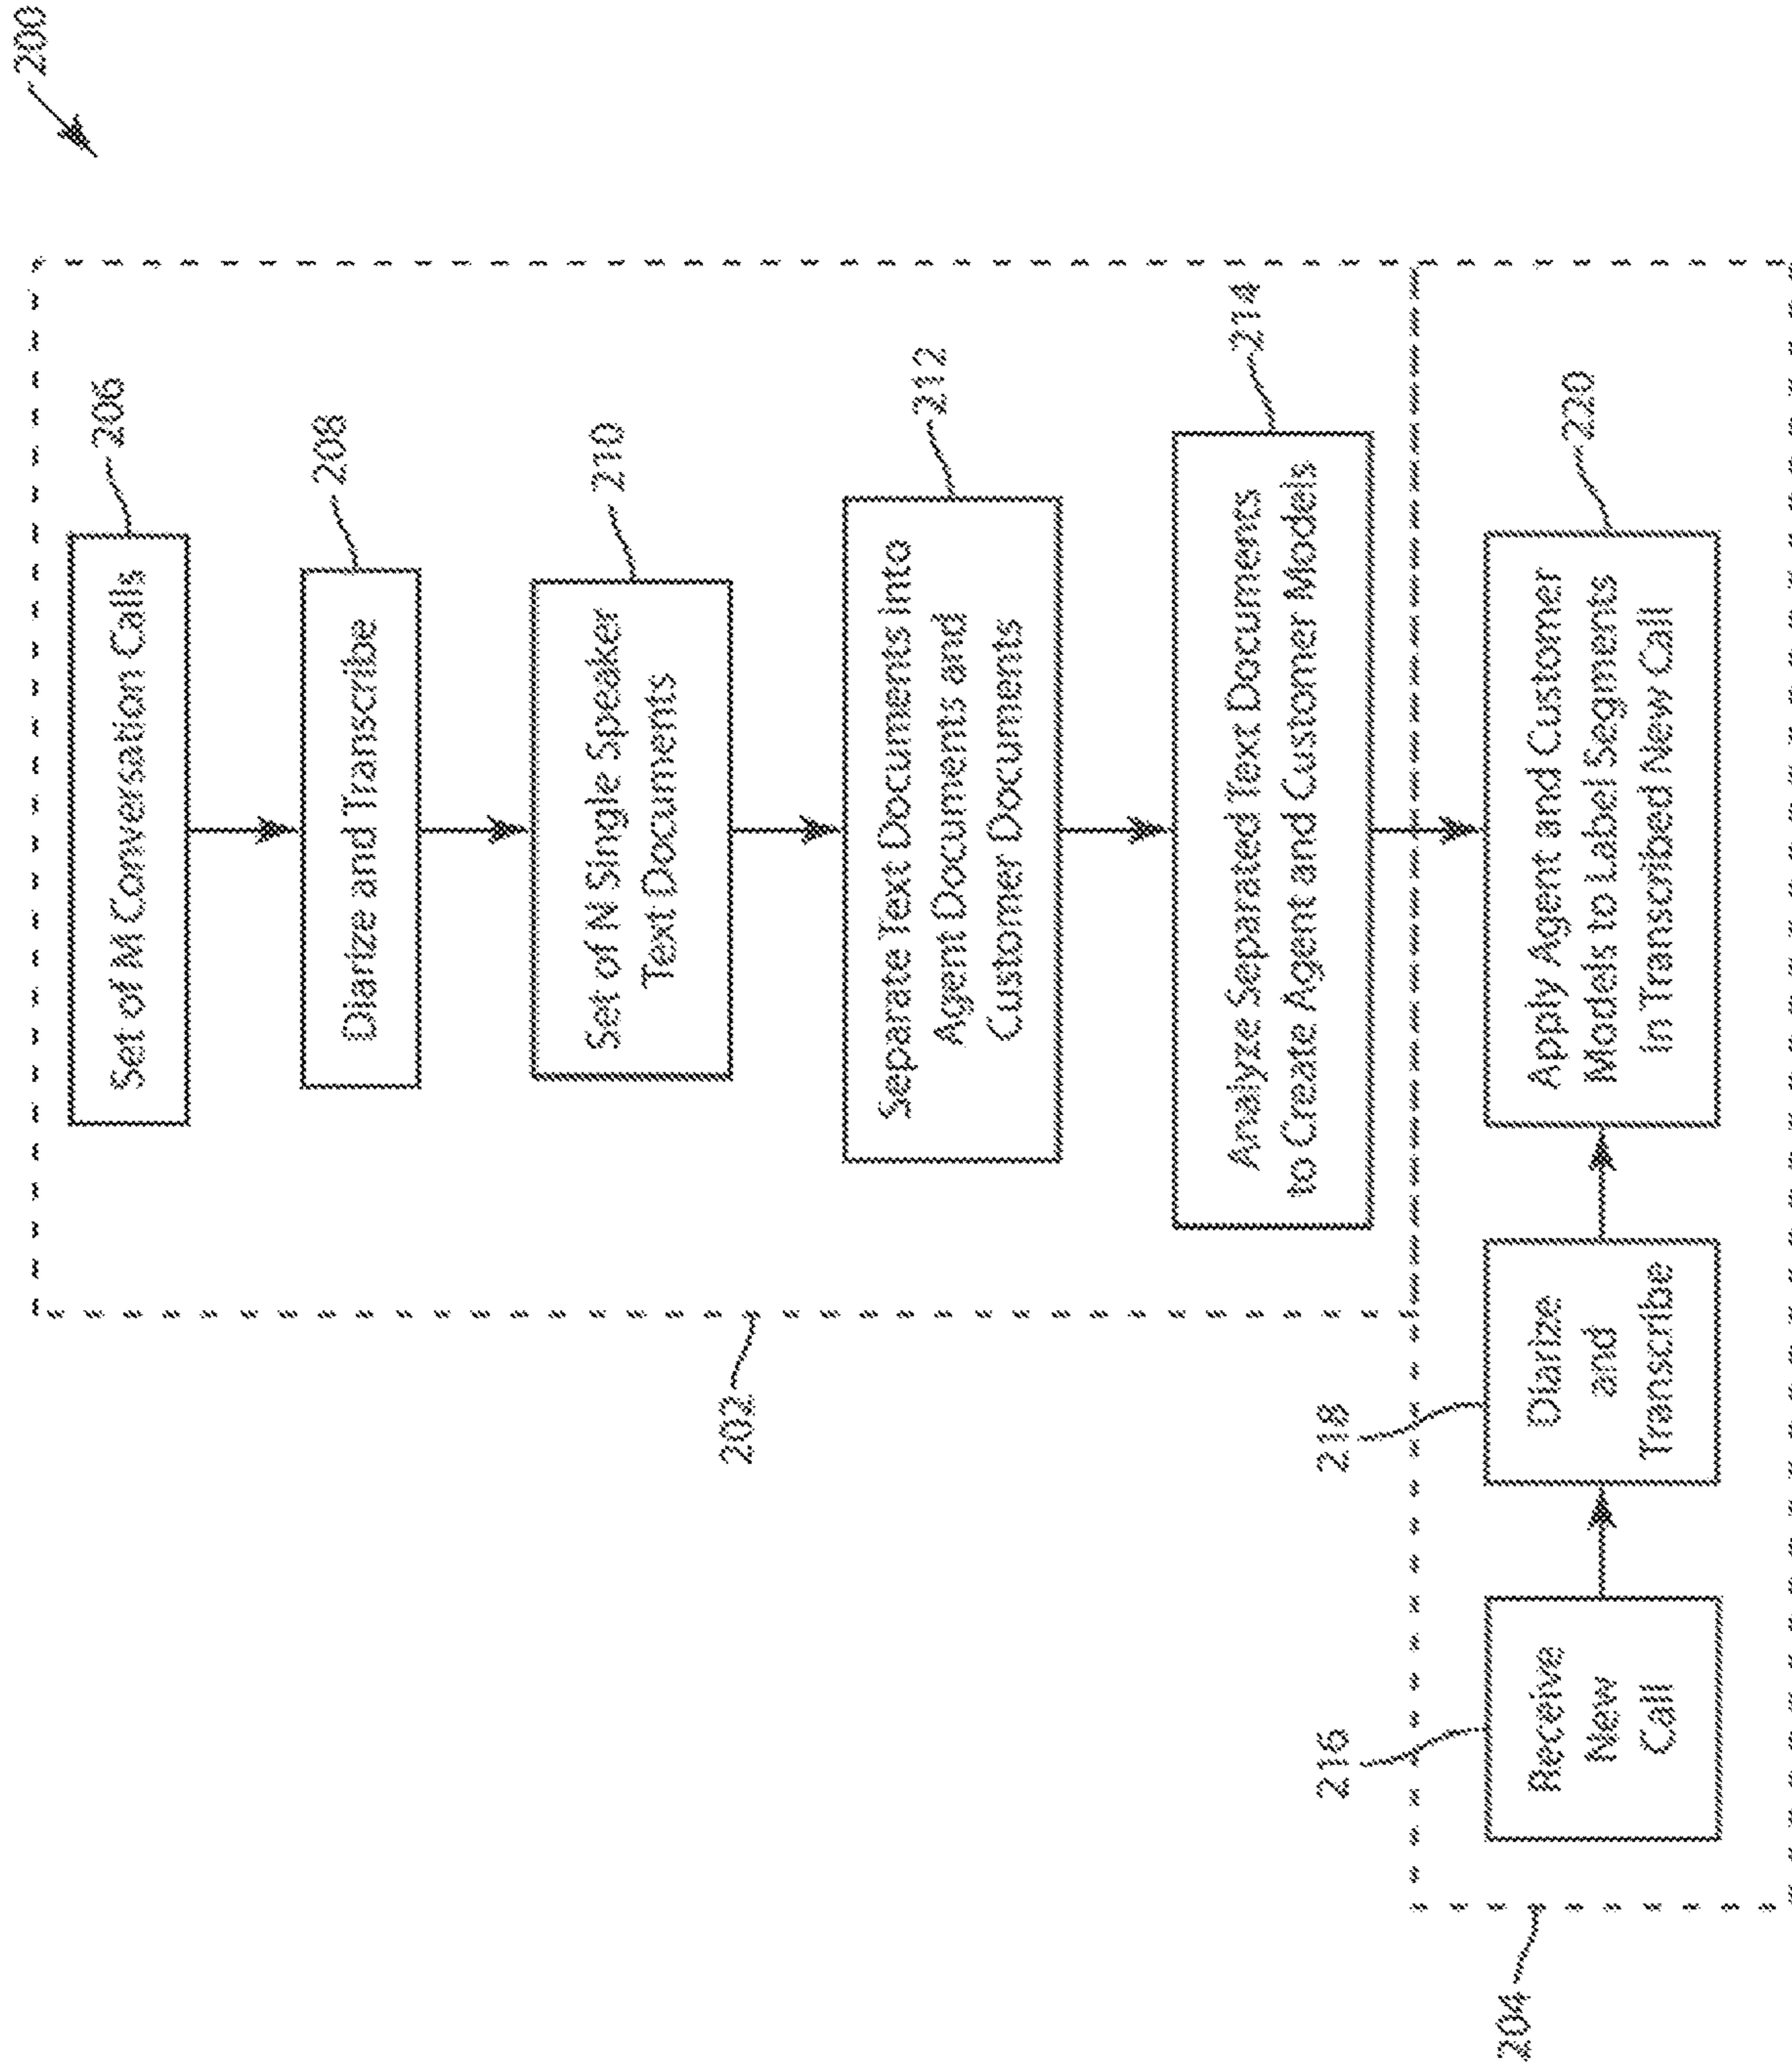 200
Set of M Conversation Calls
206
Diarize and Transcribe
208
Set of N Single Speaker
Text Documents
210
Separate Text Documents into
Agent Documents and
Customer Documents
212
Analyze Separated Text Documents
to Create Agent and Customer Models
214
202
216
Receive
New
Call
218
Diarize
and
Transcribe
Apply Agent and Customer
Models to Label Segments
in Transcribed New Call
220
204